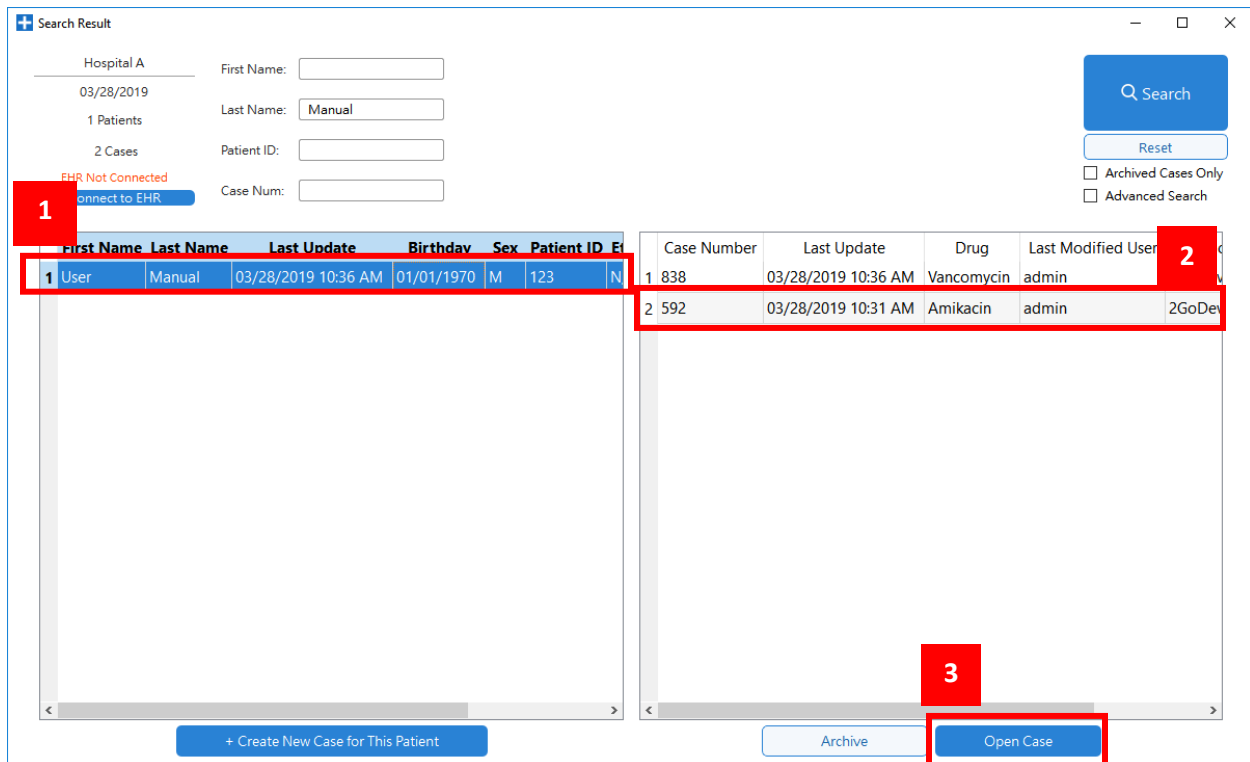 Search Result
Hospital A
03/28/2019
1 Patients
2 Cases
EHR Not Connected
onnect to EHR
First Name:
Last Name: Manual
Patient ID:
Case Num:
Search
Reset
Archived Cases Only
Advanced Search
1
First Name Last Name Last Update Birthday Sex Patient ID Et
1 User Manual 03/28/2019 10:36 AM 01/01/1970 M 123 N
2
Case Number Last Update Drug Last Modified User
1 838 03/28/2019 10:36 AM Vancomycin admin
2 592 03/28/2019 10:31 AM Amikacin admin 2GoDev
3
+ Create New Case for This Patient
Archive
Open Case